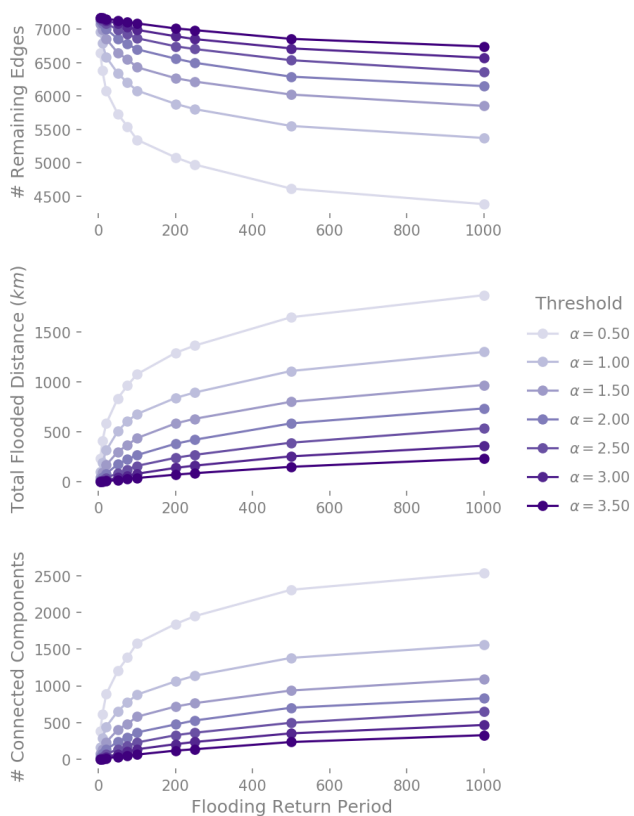 # Remaining Edges
7000
6500
6000
5500
5000
4500
0 200 400 600 800 1000
Total Flooded Distance (km)
1500
1000
500
0
0 200 400 600 800 1000
Threshold
α = 0.50
α = 1.00
α = 1.50
α = 2.00
α = 2.50
α = 3.00
α = 3.50
# Connected Components
2500
2000
1500
1000
500
0
0 200 400 600 800 1000
Flooding Return Period